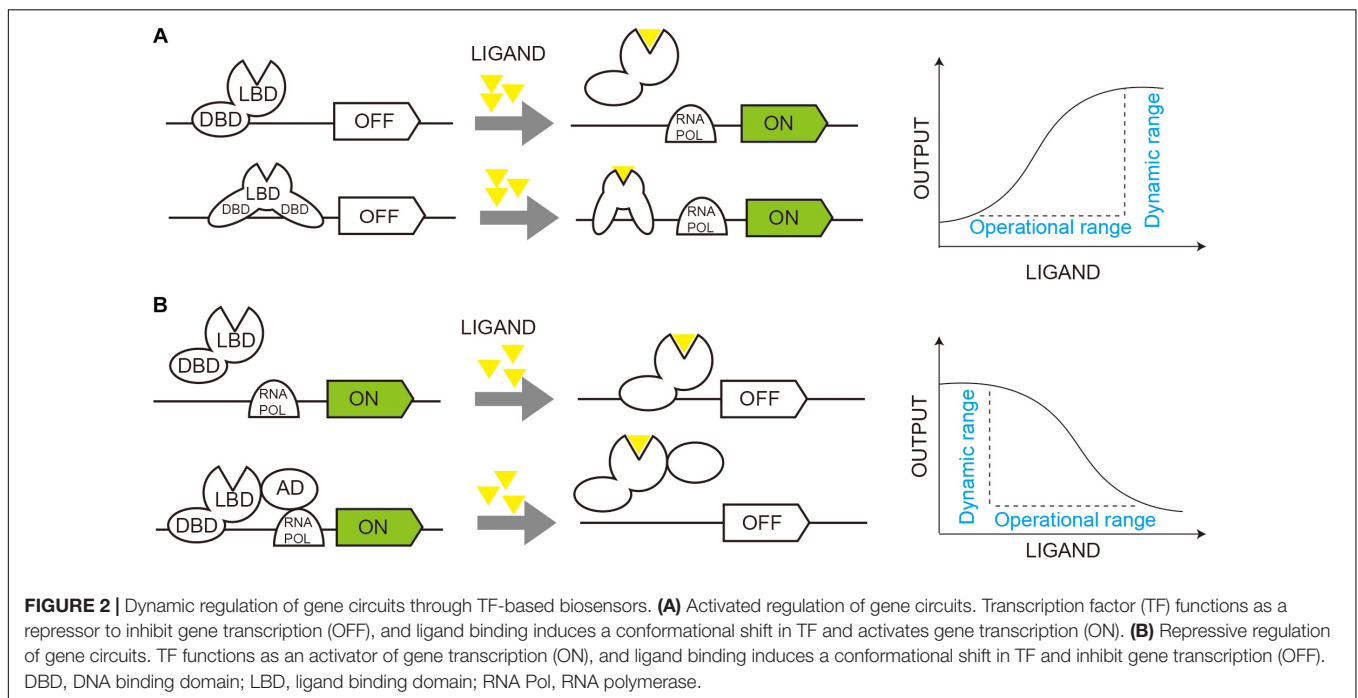 A
LIGAND
LBD
DBD
OFF
RNA
POL
ON
LBD
DBD
DBD
OFF
RNA
POL
ON
OUTPUT
Dynamic range
Operational range
LIGAND
B
LIGAND
LBD
DBD
RNA
POL
ON
OFF
LBD
AD
DBD
RNA
POL
ON
OFF
OUTPUT
Dynamic range
Operational range
LIGAND
FIGURE 2 | Dynamic regulation of gene circuits through TF-based biosensors. (A) Activated regulation of gene circuits. Transcription factor (TF) functions as a
repressor to inhibit gene transcription (OFF), and ligand binding induces a conformational shift in TF and activates gene transcription (ON). (B) Repressive regulation
of gene circuits. TF functions as an activator of gene transcription (ON), and ligand binding induces a conformational shift in TF and inhibit gene transcription (OFF).
DBD, DNA binding domain; LBD, ligand binding domain; RNA Pol, RNA polymerase.